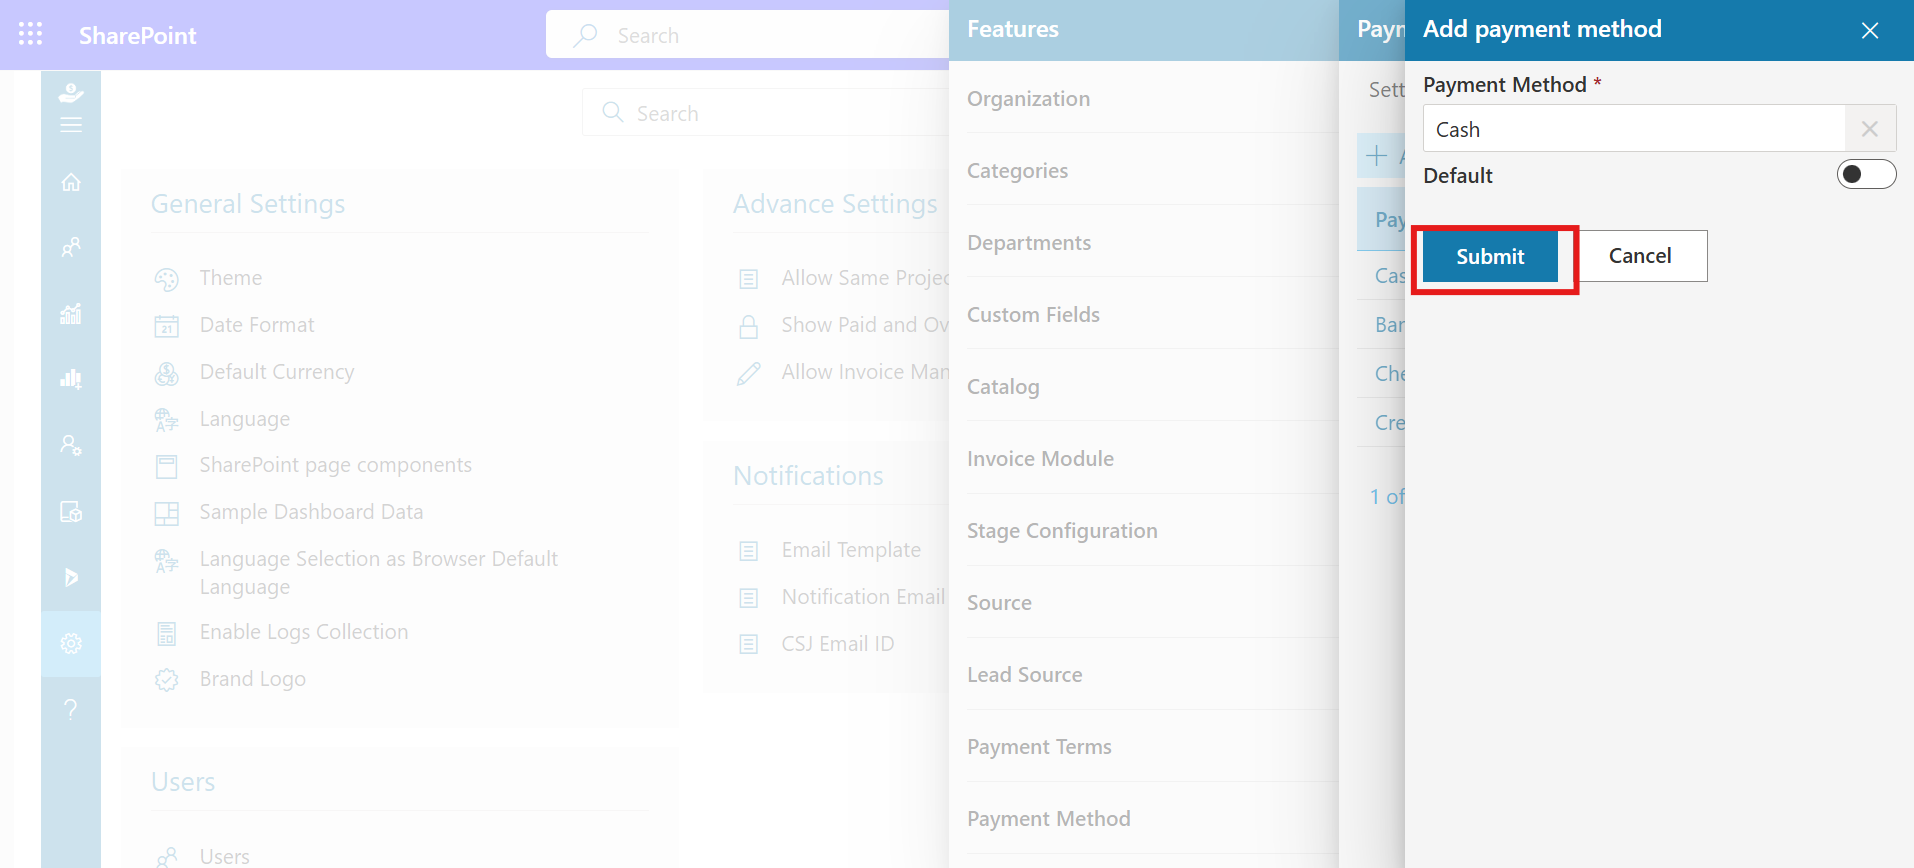 SharePoint
Search
Search
General Settings
Theme
21
Date Format
Default Currency
Language
SharePoint page components
Sample Dashboard Data
Language Selection as Browser Default
Language
Enable Logs Collection
Brand Logo
Users
Users
Advance Settings
Allow Same Projec
Show Paid and Ov
Allow Invoice Man
Notifications
Email Template
Notification Email
CSJ Email ID
Features
Organization
Categories
Departments
Custom Fields
Catalog
Invoice Module
Stage Configuration
Source
Lead Source
Payment Terms
Payment Method
Paym
Sett
Pay
Cas
Ban
Che
Cre
1 of
Add payment method
Payment Method *
Cash
Default
Submit
Cancel